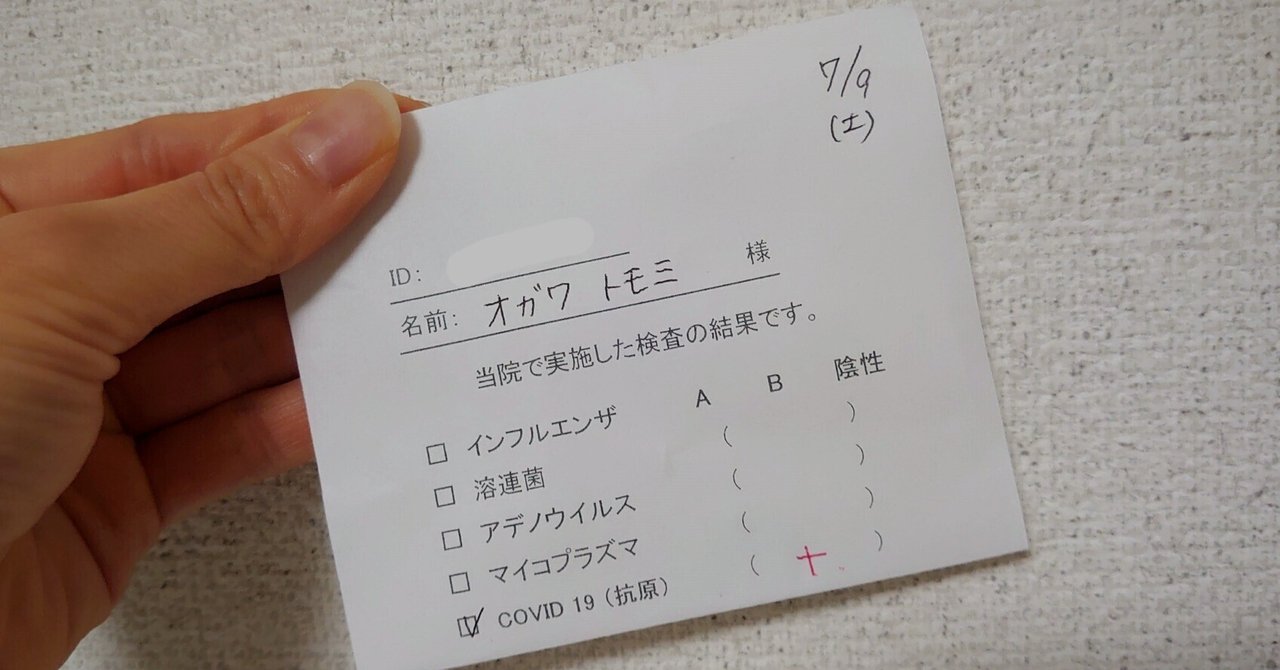 7/9
(土)
ID:
名前: オガワ トモミ 様
当院で実施した検査の結果です。
□ インフルエンザ A B 陰性
□ 溶連菌 ( )
□ アデノウイルス ( )
□ マイコプラズマ ( )
☑ COVID 19 (抗原) ( + )